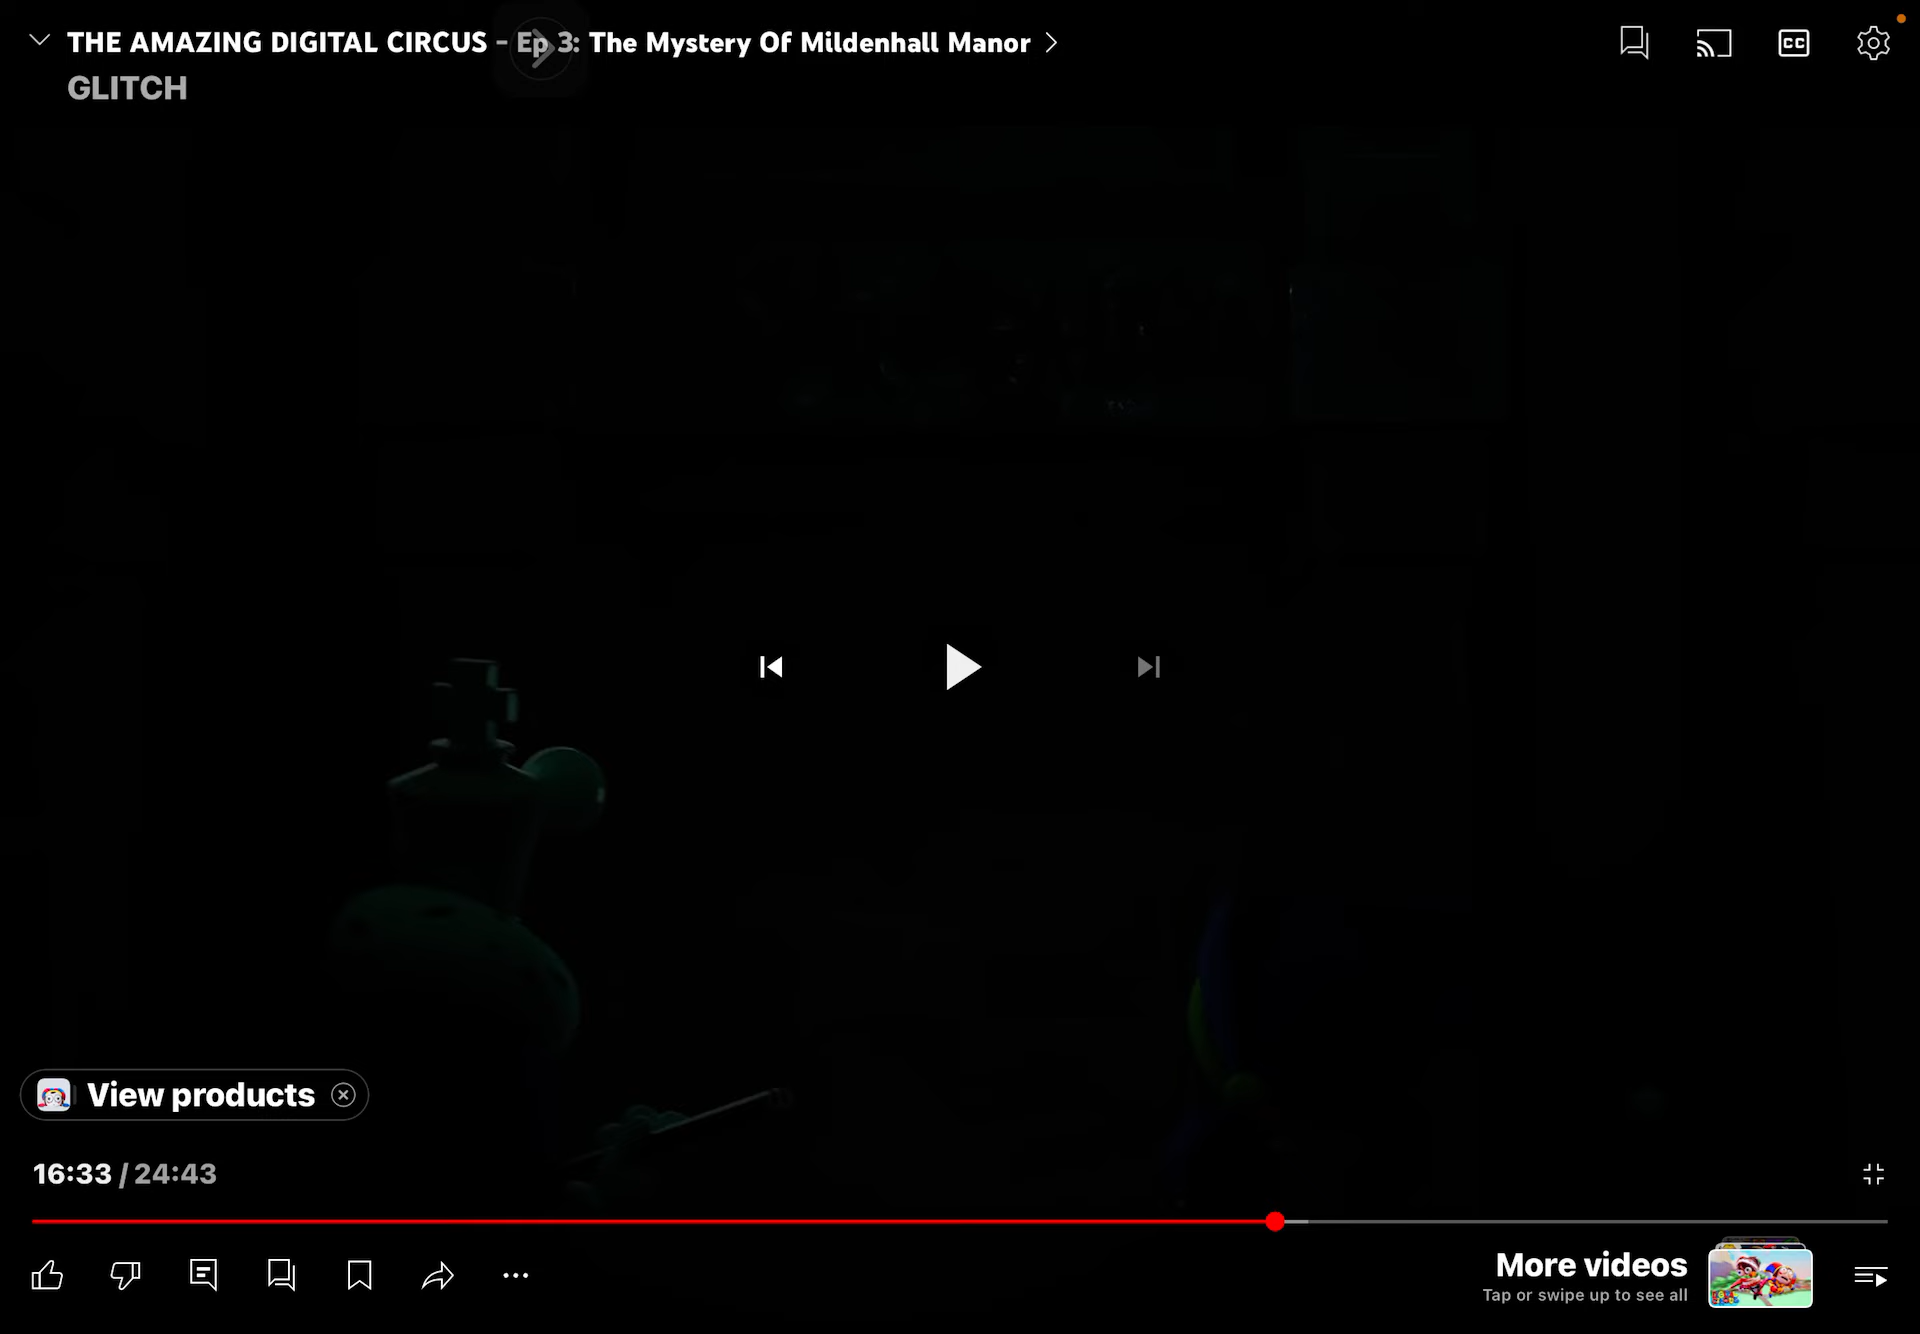 THE AMAZING DIGITAL CIRCUS - Ep 3: The Mystery Of Mildenhall Manor
GLITCH
CC
View products
16:33 / 24:43
More videos
Tap or swipe up to see all